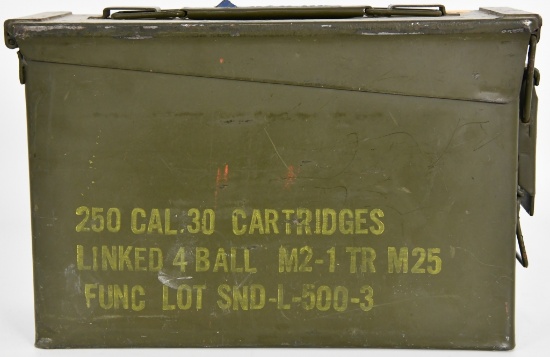 250 CAL.30 CARTRIDGES
LINKED 4 BALL M2-1 TR M25
FUNC LOT SND-L-500-3